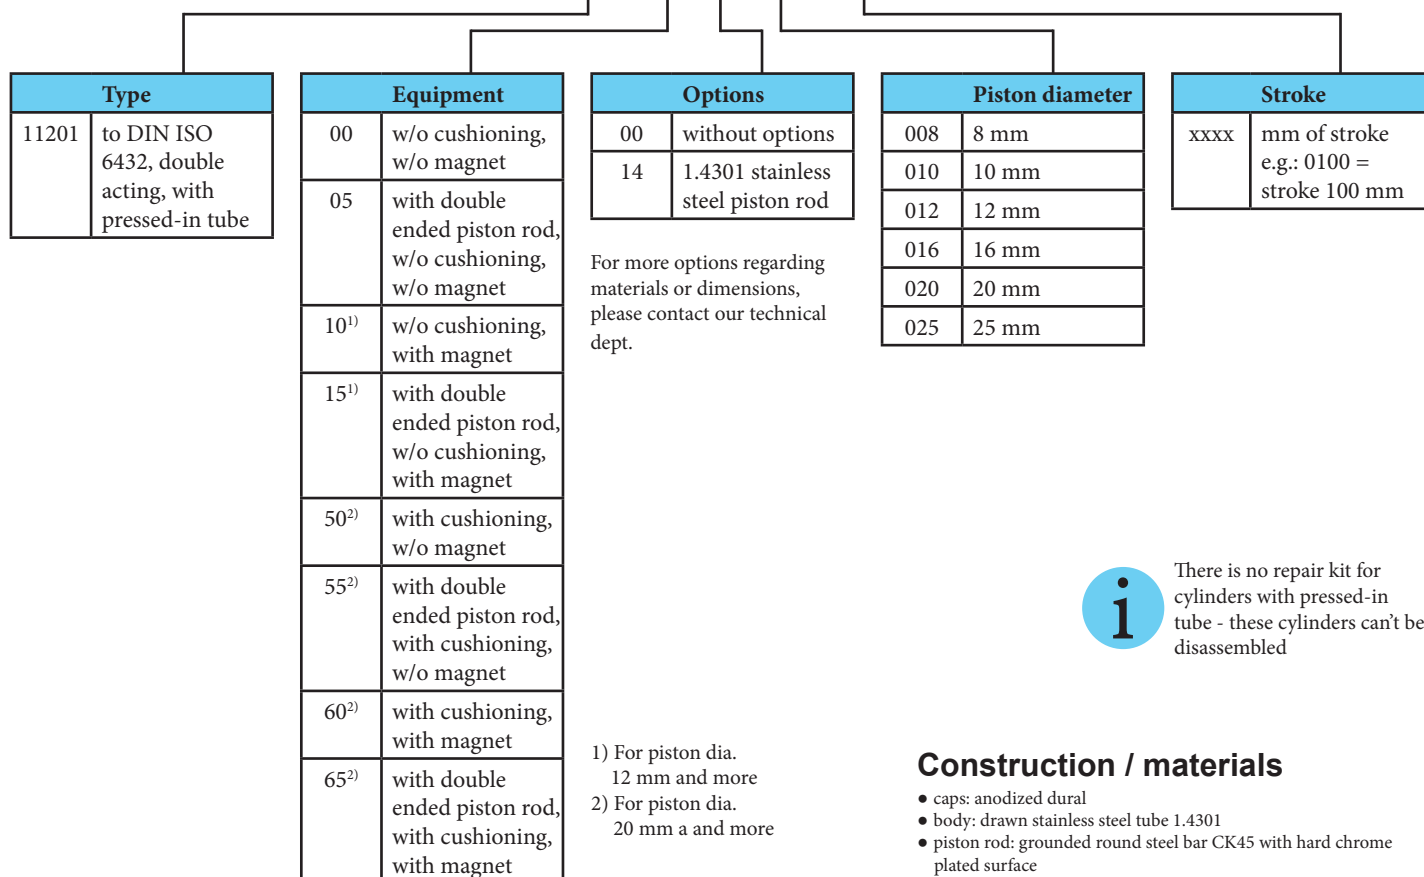 Type
11201 to DIN ISO
6432, double
acting, with
pressed-in tube
Equipment
00 w/o cushioning,
w/o magnet
05 with double
ended piston rod,
w/o cushioning,
w/o magnet
10¹⁾ w/o cushioning,
with magnet
15¹⁾ with double
ended piston rod,
w/o cushioning,
with magnet
50²⁾ with cushioning,
w/o magnet
55²⁾ with double
ended piston rod,
with cushioning,
w/o magnet
60²⁾ with cushioning,
with magnet
65²⁾ with double
ended piston rod,
with cushioning,
with magnet
Options
00 without options
14 1.4301 stainless
steel piston rod
For more options regarding
materials or dimensions,
please contact our technical
dept.
1) For piston dia.
12 mm and more
2) For piston dia.
20 mm a and more
Piston diameter
008 8 mm
010 10 mm
012 12 mm
016 16 mm
020 20 mm
025 25 mm
Stroke
xxxx mm of stroke
e.g.: 0100 =
stroke 100 mm
i
There is no repair kit for
cylinders with pressed-in
tube - these cylinders can't be
disassembled
Construction / materials
● caps: anodized dural
● body: drawn stainless steel tube 1.4301
● piston rod: grounded round steel bar CK45 with hard chrome
plated surface